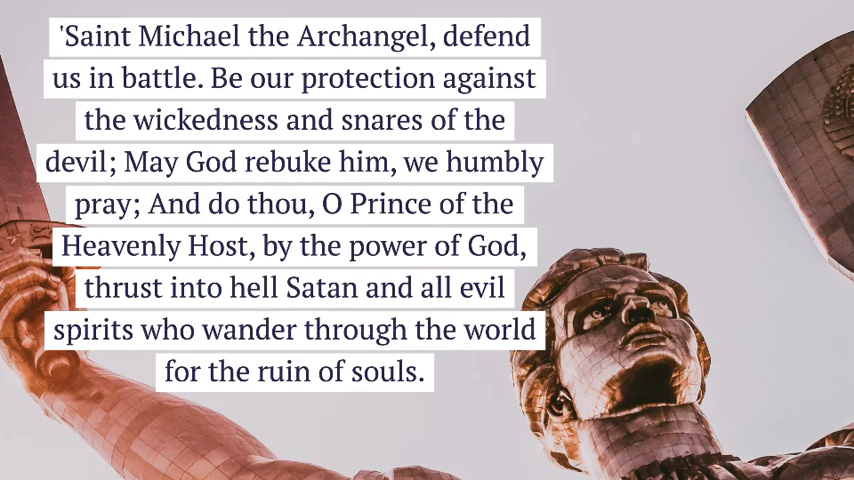 'Saint Michael the Archangel, defend
us in battle. Be our protection against
the wickedness and snares of the
devil; May God rebuke him, we humbly
pray; And do thou, O Prince of the
Heavenly Host, by the power of God,
thrust into hell Satan and all evil
spirits who wander through the world
for the ruin of souls.